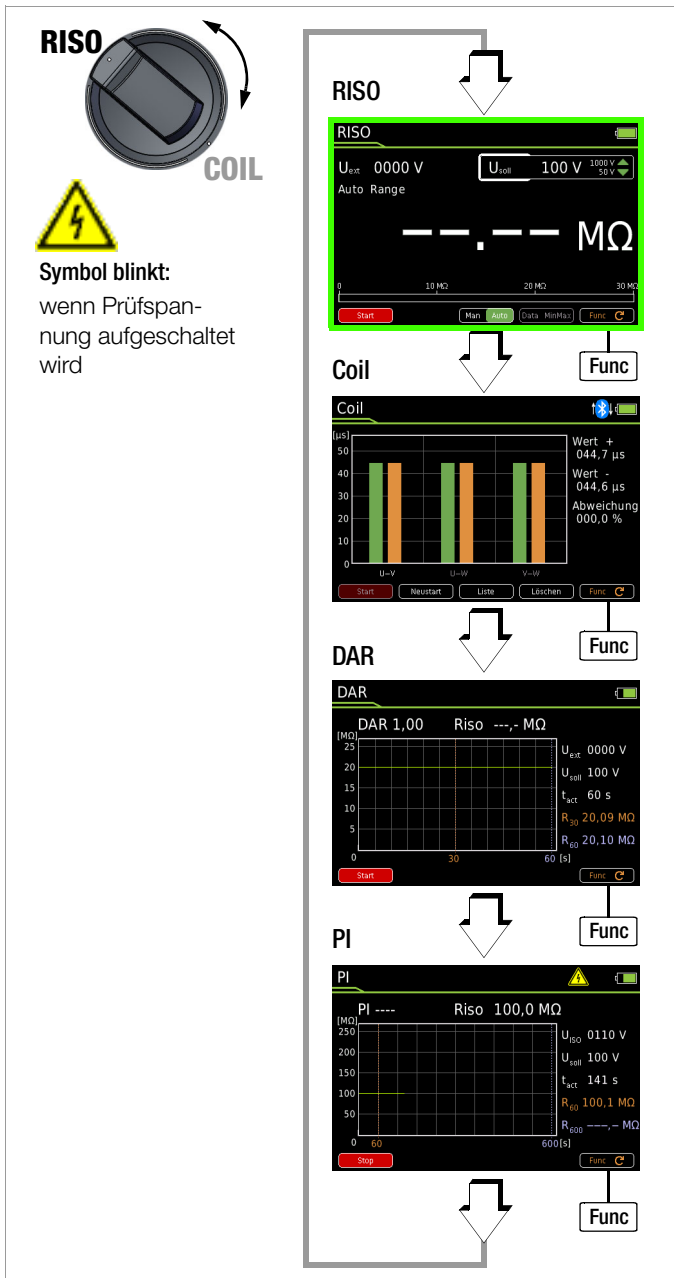 RISO
COIL
Symbol blinkt:
wenn Prüfspan-
nung aufgeschaltet
wird
RISO
RISO
Uext 0000 V Usoll 100 V 1000 V
50 V
Auto Range
––.–– MΩ
0 10 MΩ 20 MΩ 30 MΩ
Start Man Auto Data MinMax Func
Func
Coil
Coil
[µs]
50
40
30
20
10
0
U–V U–W V–W
Wert +
044,7 µs
Wert -
044,6 µs
Abweichung
000,0 %
Start Neustart Liste Löschen Func
Func
DAR
DAR
DAR 1,00 Riso ---,- MΩ
[MΩ]
25
20
15
10
5
0 30 60 [s]
Uext 0000 V
Usoll 100 V
tact 60 s
R30 20,09 MΩ
R60 20,10 MΩ
Start Func
Func
PI
PI
PI ---- Riso 100,0 MΩ
[MΩ]
250
200
150
100
50
0 60 600 [s]
UISO 0110 V
Usoll 100 V
tact 141 s
R60 100,1 MΩ
R600 –––,– MΩ
Stop Func
Func